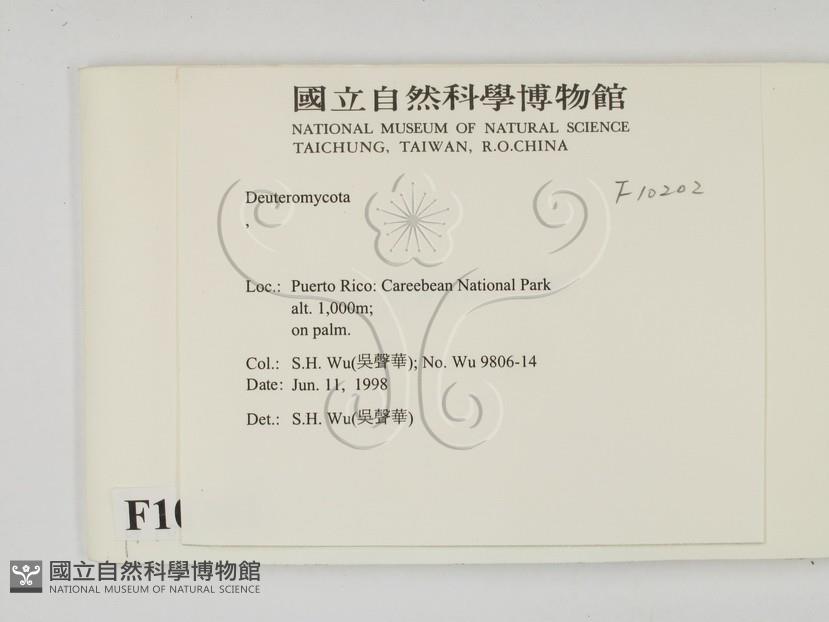 國立自然科學博物館
NATIONAL MUSEUM OF NATURAL SCIENCE
TAICHUNG, TAIWAN, R.O.CHINA
F10202
Deuteromycota
,
Loc.: Puerto Rico: Careebean National Park
alt. 1,000m;
on palm.
Col.: S.H. Wu(吳聲華); No. Wu 9806-14
Date: Jun. 11, 1998
Det.: S.H. Wu(吳聲華)
F10
國立自然科學博物館
NATIONAL MUSEUM OF NATURAL SCIENCE